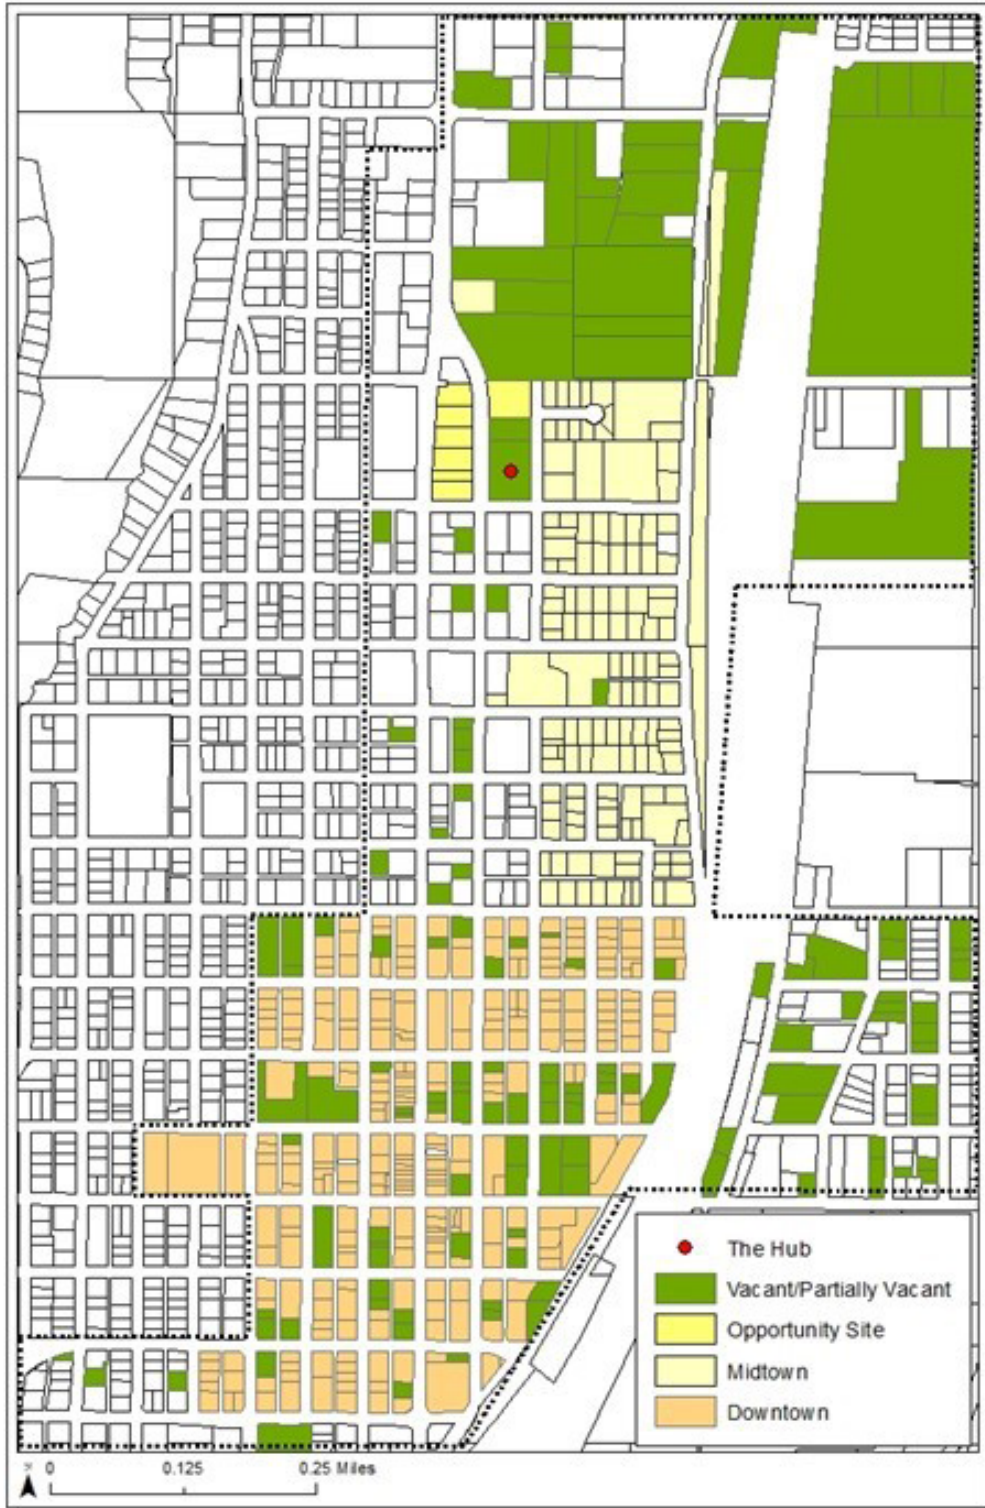 The Hub
Vacant/Partially Vacant
Opportunity Site
Midtown
Downtown
0 0.125 0.25 Miles